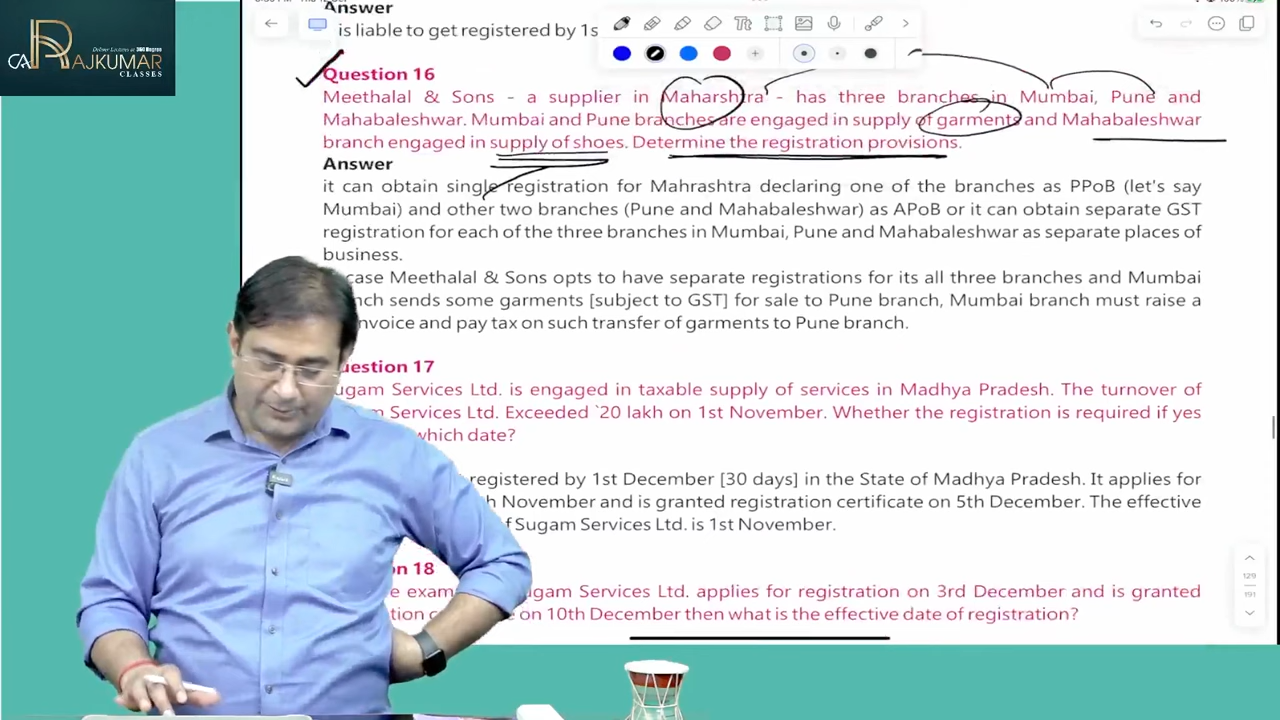 Answer
is liable to get registered by 1s
Question 16
Meethalal & Sons - a supplier in Maharshtra - has three branches in Mumbai, Pune and
Mahabaleshwar. Mumbai and Pune branches are engaged in supply of garments and Mahabaleshwar
branch engaged in supply of shoes. Determine the registration provisions.
Answer
it can obtain single registration for Mahrashtra declaring one of the branches as PPoB (let's say
Mumbai) and other two branches (Pune and Mahabaleshwar) as APoB or it can obtain separate GST
registration for each of the three branches in Mumbai, Pune and Mahabaleshwar as separate places of
business.
case Meethalal & Sons opts to have separate registrations for its all three branches and Mumbai
nch sends some garments [subject to GST] for sale to Pune branch, Mumbai branch must raise a
nvoice and pay tax on such transfer of garments to Pune branch.
uestion 17
ugam Services Ltd. is engaged in taxable supply of services in Madhya Pradesh. The turnover of
m Services Ltd. Exceeded `20 lakh on 1st November. Whether the registration is required if yes
which date?
registered by 1st December [30 days] in the State of Madhya Pradesh. It applies for
h November and is granted registration certificate on 5th December. The effective
f Sugam Services Ltd. is 1st November.
18
e exam ugam Services Ltd. applies for registration on 3rd December and is granted
tion c e on 10th December then what is the effective date of registration?
CA RAJKUMAR
Deliver Lectures at 360 Degree
CLASSES
129
191